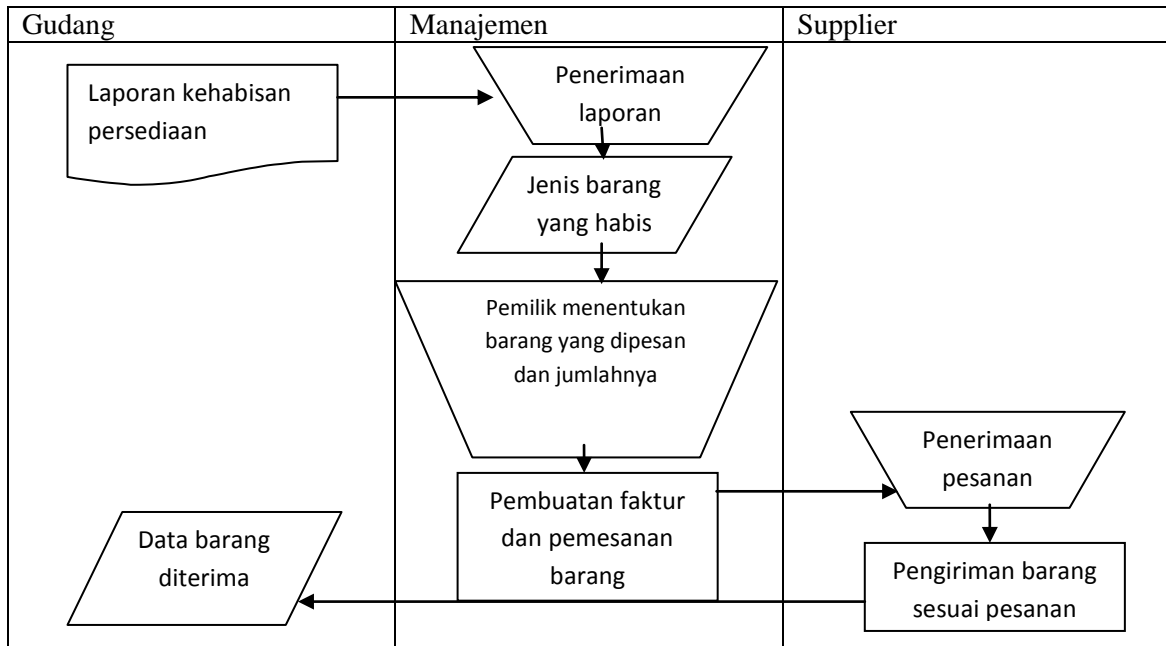 Gudang
Manajemen
Supplier
Laporan kehabisan
persediaan
Penerimaan
laporan
Jenis barang
yang habis
Pemilik menentukan
barang yang dipesan
dan jumlahnya
Pembuatan faktur
dan pemesanan
barang
Penerimaan
pesanan
Pengiriman barang
sesuai pesanan
Data barang
diterima